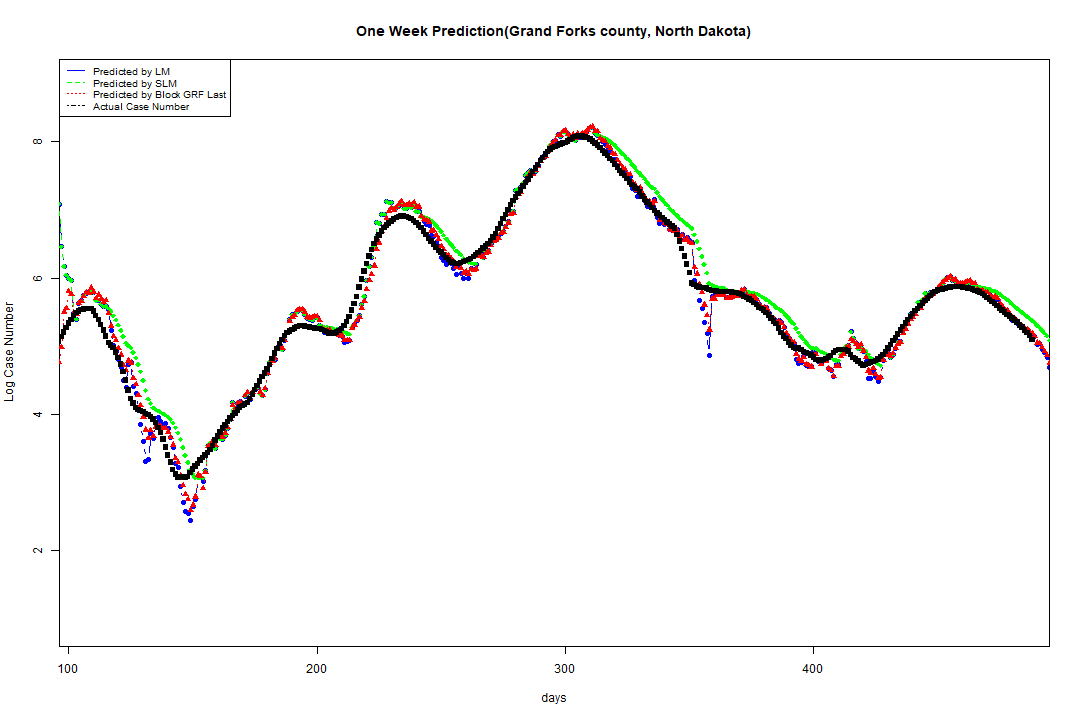 One Week Prediction(Grand Forks county, North Dakota)
Predicted by LM
Predicted by SLM
Predicted by Block GRF Last
Actual Case Number
8
6
4
2
Log Case Number
100 200 300 400
days